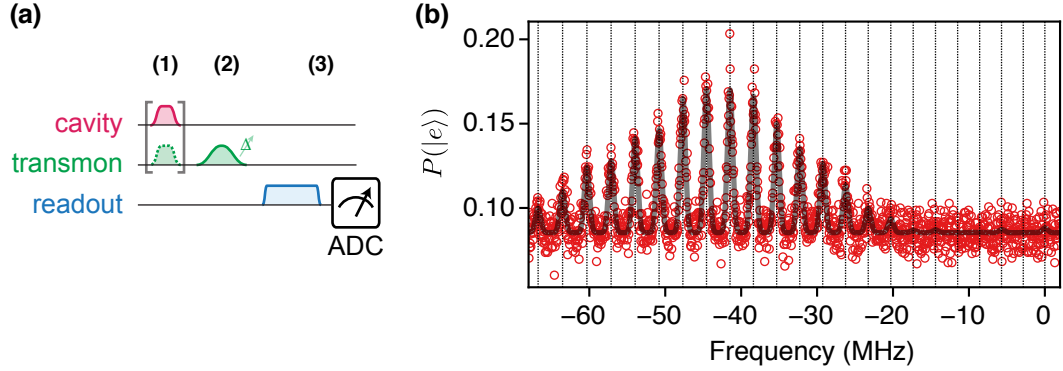 (a)
(1) (2) (3)
cavity
transmon
Δ
readout
ADC
(b)
0.20
0.15
0.10
P(|e⟩)
−60 −50 −40 −30 −20 −10 0
Frequency (MHz)